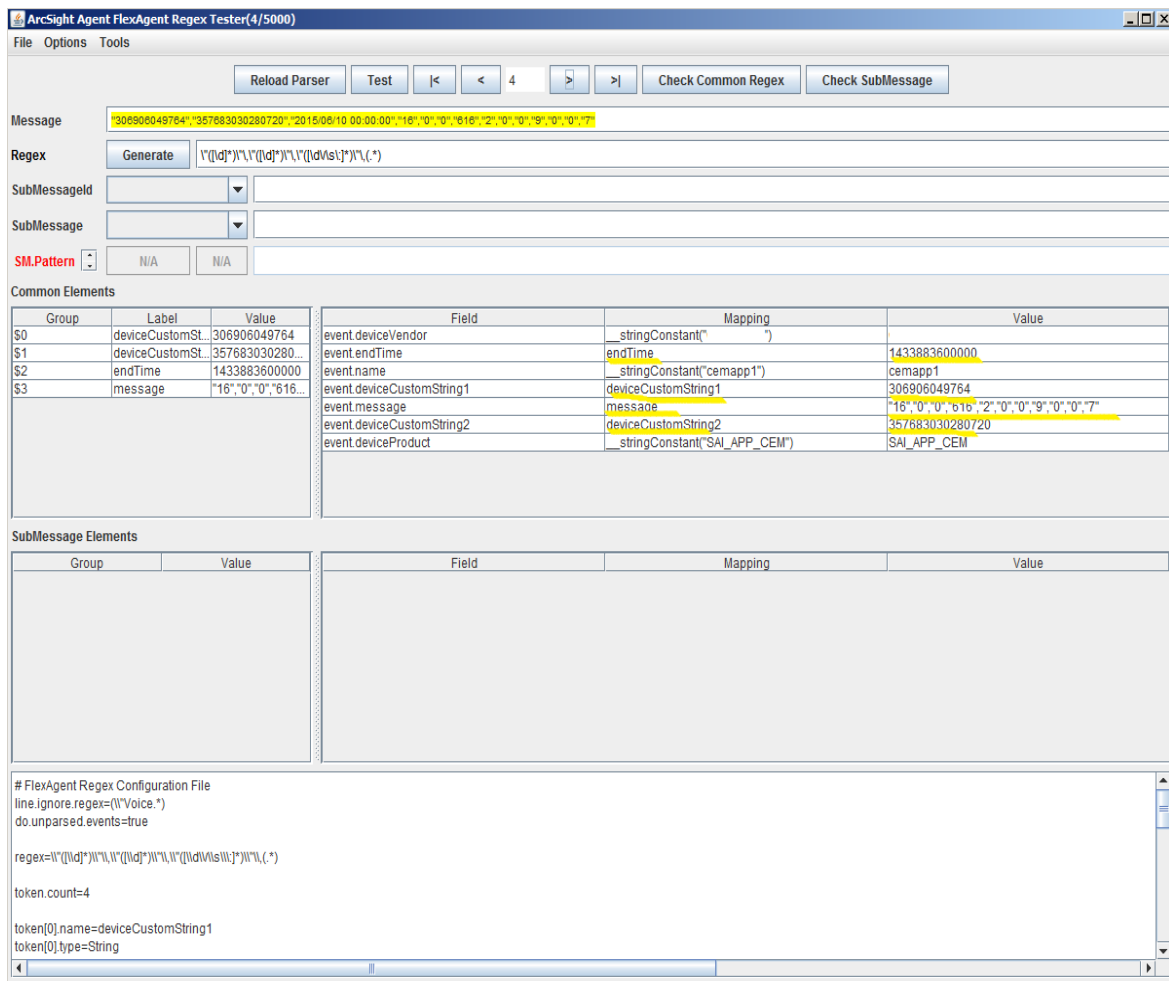 ArcSight Agent FlexAgent Regex Tester(4/5000)
File Options Tools
Reload Parser Test |< < 4 > >| Check Common Regex Check SubMessage
Message "306906049764","357683030280720","2015/06/10 00:00:00","16","0","0","616","2","0","0","9","0","0","7"
Regex Generate \"([\d]*)\"\,\"([\d]*)\"\,\"([\d\/\s\:]*)\"\,(.*)
SubMessageId
SubMessage
SM.Pattern N/A N/A
Common Elements
Group Label Value Field Mapping Value
$0 deviceCustomSt... 306906049764 event.deviceVendor __stringConstant(" ")
$1 deviceCustomSt... 357683030280... event.endTime endTime 1433883600000
$2 endTime 1433883600000 event.name __stringConstant("cemapp1") cemapp1
$3 message "16","0","0","616... event.deviceCustomString1 deviceCustomString1 306906049764
event.message message "16","0","0","616","2","0","0","9","0","0","7"
event.deviceCustomString2 deviceCustomString2 357683030280720
event.deviceProduct __stringConstant("SAI_APP_CEM") SAI_APP_CEM
SubMessage Elements
Group Value Field Mapping Value
# FlexAgent Regex Configuration File
line.ignore.regex=(\\"Voice.*)
do.unparsed.events=true
regex=\\"([\\d]*)\\"\\,\\"([\\d]*)\\"\\,\\"([\\d\\/\\s\\:]*)\\"\\,(.*)
token.count=4
token[0].name=deviceCustomString1
token[0].type=String